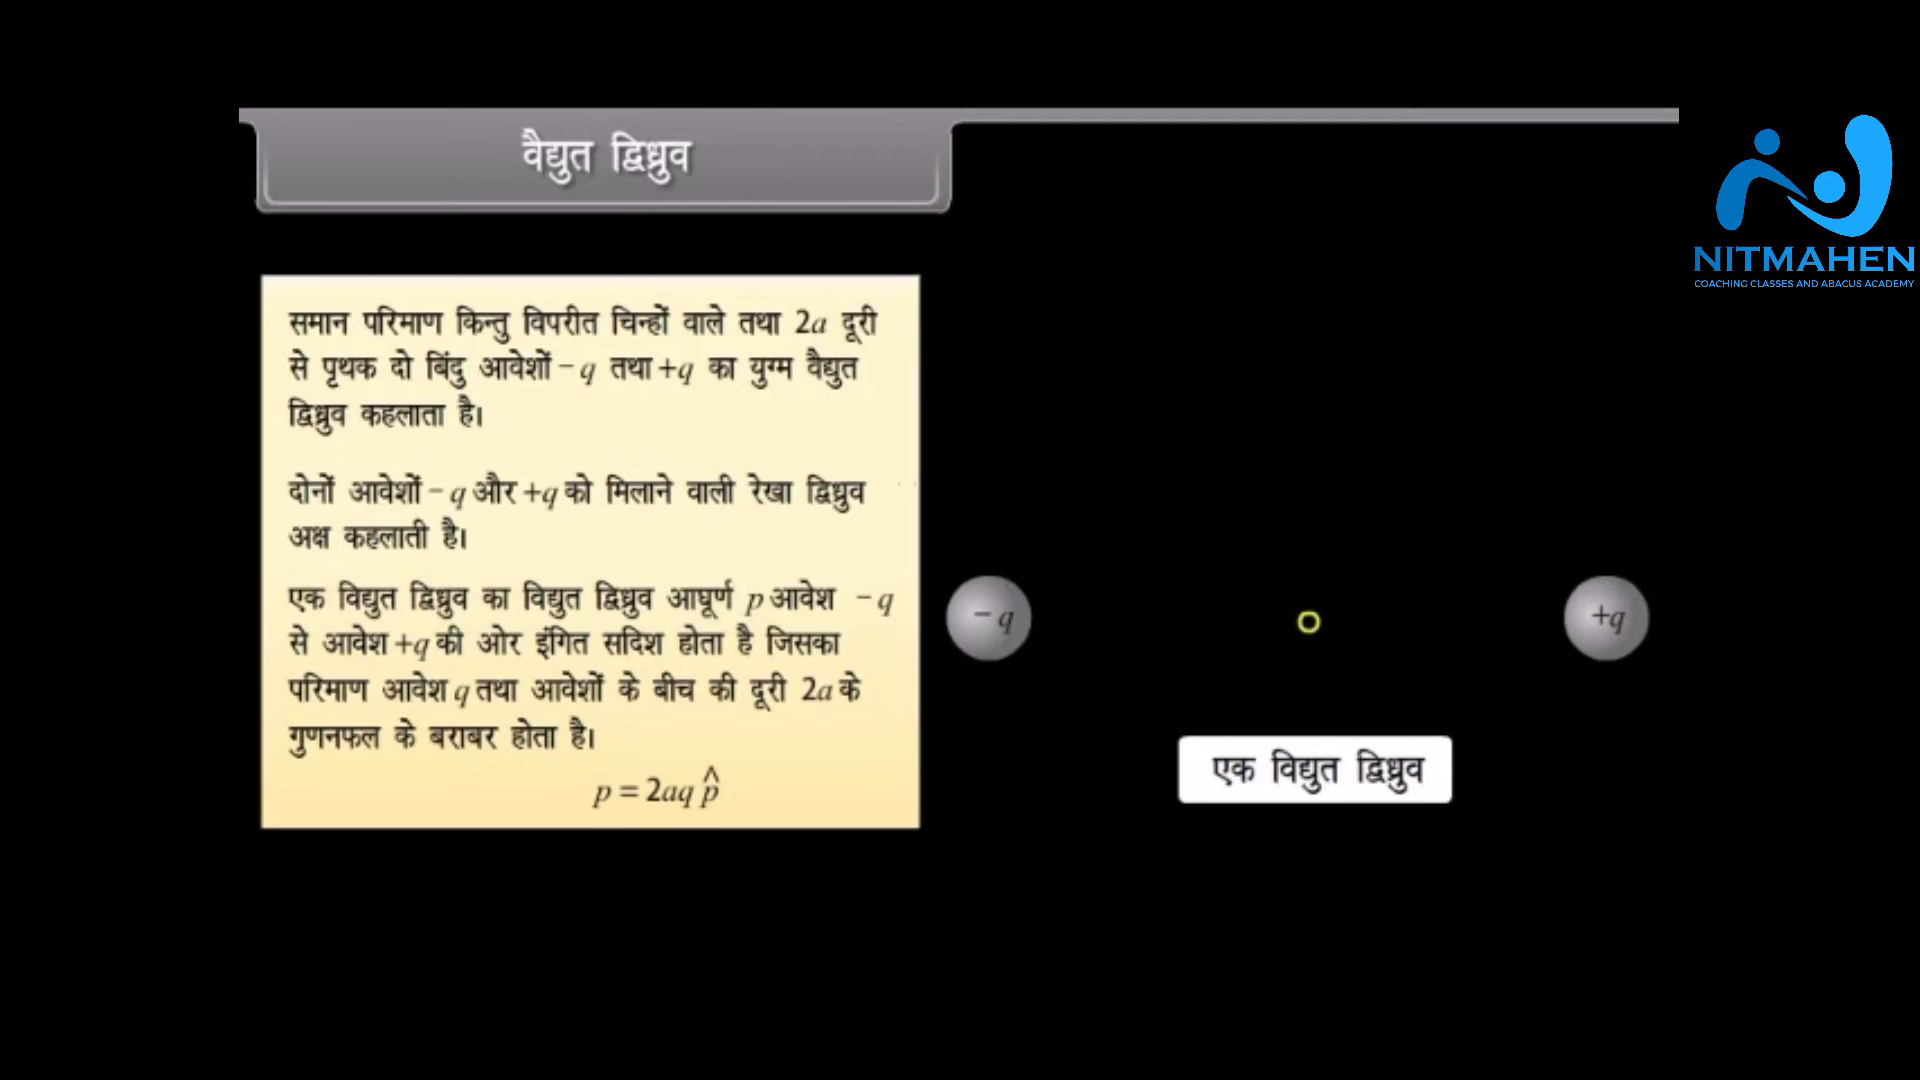 वैद्युत द्विध्रुव
NITMAHEN
COACHING CLASSES AND ABACUS ACADEMY
समान परिमाण किन्तु विपरीत चिन्हों वाले तथा 2a दूरी
से पृथक दो बिंदु आवेशों -q तथा +q का युग्म वैद्युत
द्विध्रुव कहलाता है।
दोनों आवेशों -q और +q को मिलाने वाली रेखा द्विध्रुव
अक्ष कहलाती है।
एक विद्युत द्विध्रुव का विद्युत द्विध्रुव आघूर्ण p आवेश -q
से आवेश +q की ओर इंगित सदिश होता है जिसका
परिमाण आवेश q तथा आवेशों के बीच की दूरी 2a के
गुणनफल के बराबर होता है।
p = 2aq p̂
-q
+q
एक विद्युत द्विध्रुव